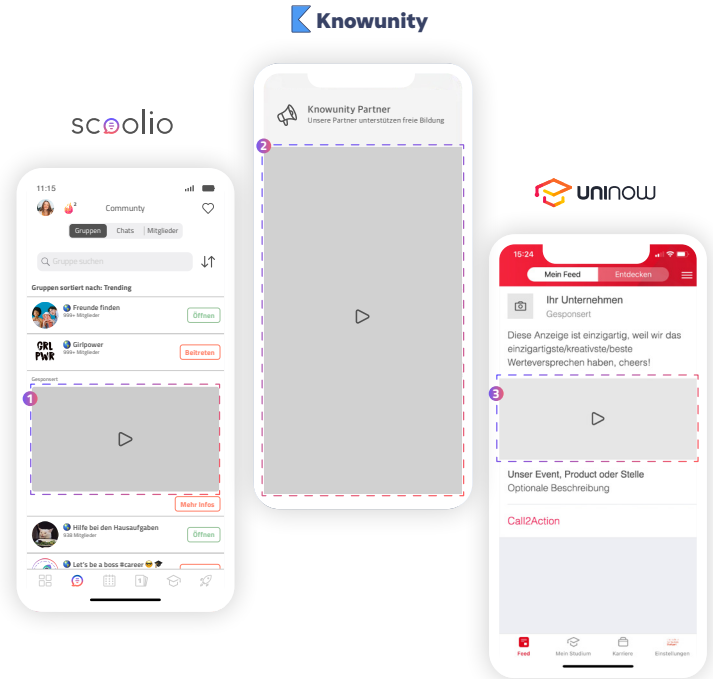 Knowunity
scoolio
Knowunity Partner
Unsere Partner unterstützen freie Bildung
2
11:15
2
Community
Gruppen
Chats
Mitglieder
Gruppe suchen
Gruppen sortiert nach: Trending
Freunde finden
999+ Mitglieder
Öffnen
GRL
PWR
Girlpower
999+ Mitglieder
Beitreten
Gesponsert
1
Mehr Infos
Hilfe bei den Hausaufgaben
938 Mitglieder
Öffnen
Let's be a boss #career
1
uninow
15:24
Mein Feed
Entdecken
Ihr Unternehmen
Gesponsert
Diese Anzeige ist einzigartig, weil wir das
einzigartigste/kreativste/beste
Werteversprechen haben, cheers!
3
Unser Event, Product oder Stelle
Optionale Beschreibung
Call2Action
Feed
Mein Studium
Karriere
Einstellungen